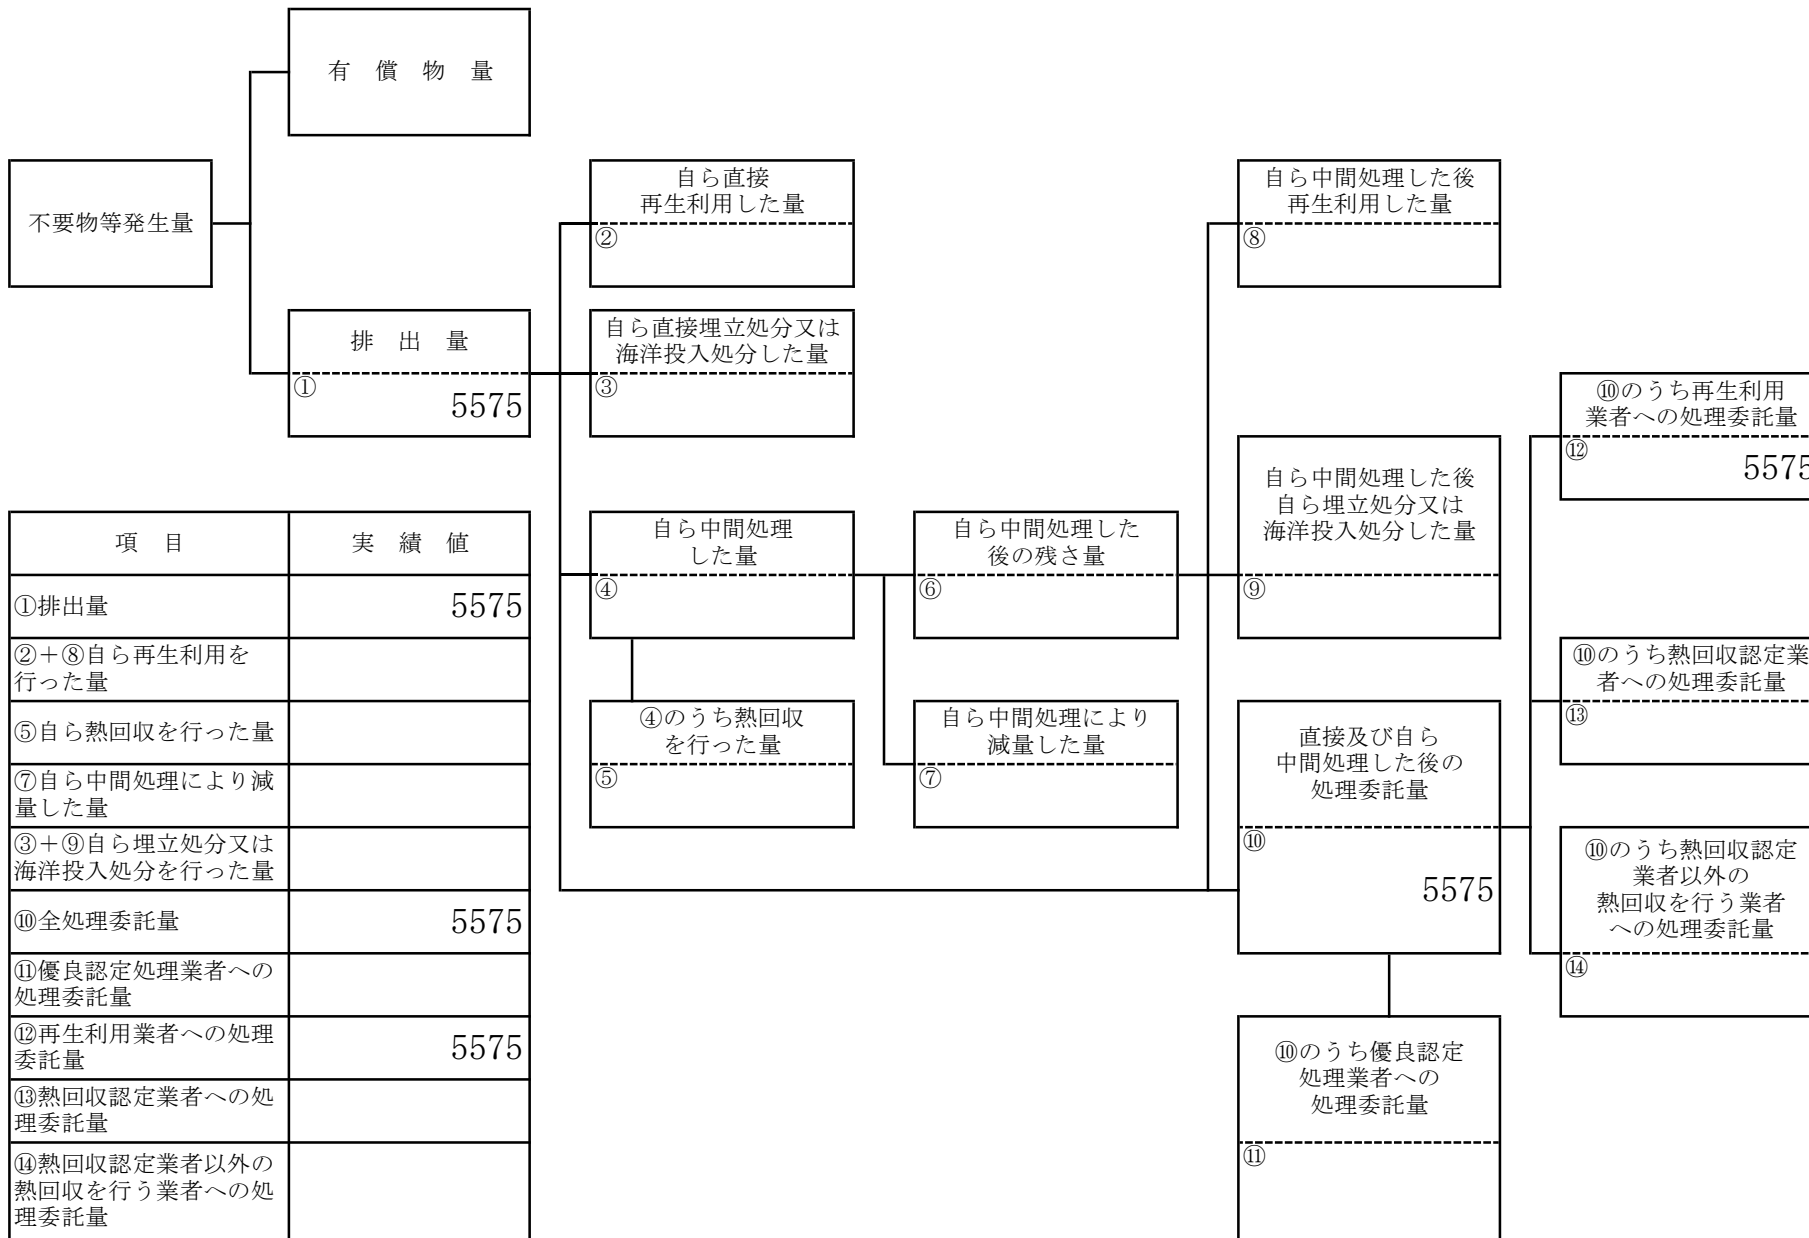 有 償 物 量
不要物等発生量
自ら直接
再生利用した量
②
自ら中間処理した後
再生利用した量
⑧
排 出 量
①
5575
自ら直接埋立処分又は
海洋投入処分した量
③
⑩のうち再生利用
業者への処理委託量
⑫
5575
自ら中間処理した後
自ら埋立処分又は
海洋投入処分した量
⑨
自ら中間処理
した量
④
自ら中間処理した
後の残さ量
⑥
⑩のうち熱回収認定業
者への処理委託量
⑬
④のうち熱回収
を行った量
⑤
自ら中間処理により
減量した量
⑦
直接及び自ら
中間処理した後の
処理委託量
⑩
5575
⑩のうち熱回収認定
業者以外の
熱回収を行う業者
への処理委託量
⑭
⑩のうち優良認定
処理業者への
処理委託量
⑪
項 目 実 績 値
①排出量 5575
②+⑧自ら再生利用を
行った量
⑤自ら熱回収を行った量
⑦自ら中間処理により減
量した量
③+⑨自ら埋立処分又は
海洋投入処分を行った量
⑩全処理委託量 5575
⑪優良認定処理業者への
処理委託量
⑫再生利用業者への処理
委託量 5575
⑬熱回収認定業者への処
理委託量
⑭熱回収認定業者以外の
熱回収を行う業者への処
理委託量